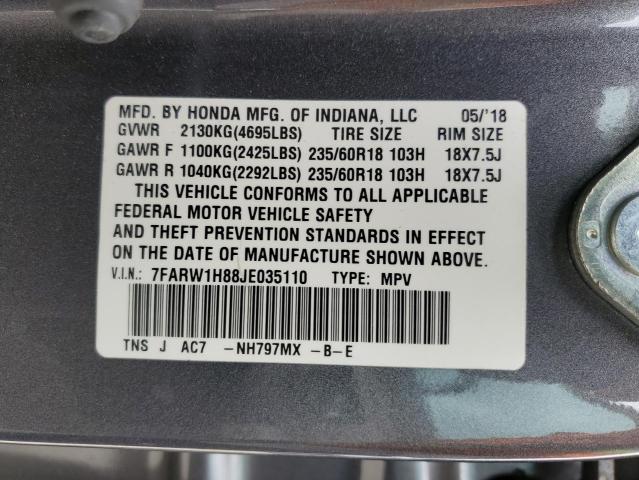 MFD. BY HONDA MFG. OF INDIANA, LLC 05/'18
GVWR 2130KG(4695LBS) TIRE SIZE RIM SIZE
GAWR F 1100KG(2425LBS) 235/60R18 103H 18X7.5J
GAWR R 1040KG(2292LBS) 235/60R18 103H 18X7.5J
THIS VEHICLE CONFORMS TO ALL APPLICABLE
FEDERAL MOTOR VEHICLE SAFETY
AND THEFT PREVENTION STANDARDS IN EFFECT
ON THE DATE OF MANUFACTURE SHOWN ABOVE.
V.I.N.: 7FARW1H88JE035110 TYPE: MPV
TNS J AC7 -NH797MX -B-E